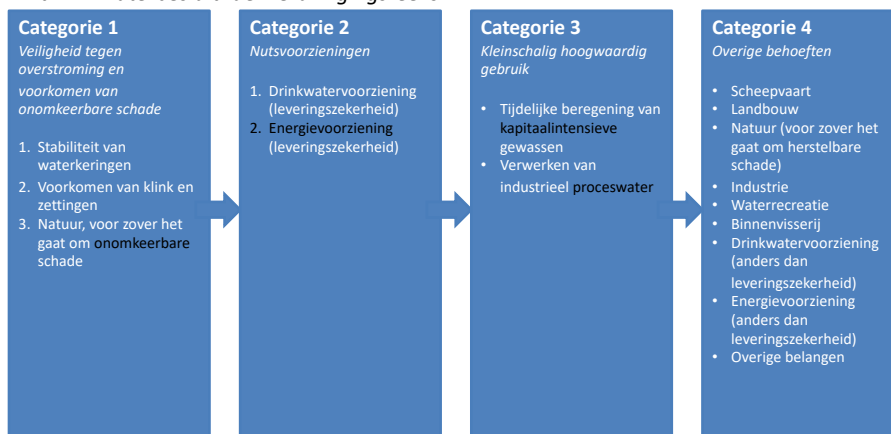 Categorie 1
Veiligheid tegen
overstroming en
voorkomen van
onomkeerbare schade
1. Stabiliteit van
waterkeringen
2. Voorkomen van klink en
zettingen
3. Natuur, voor zover het
gaat om onomkeerbare
schade
Categorie 2
Nutsvoorzieningen
1. Drinkwatervoorziening
(leveringszekerheid)
2. Energievoorziening
(leveringszekerheid)
Categorie 3
Kleinschalig hoogwaardig
gebruik
• Tijdelijke beregening van
kapitaalintensieve
gewassen
• Verwerken van
industrieel proceswater
Categorie 4
Overige behoeften
• Scheepvaart
• Landbouw
• Natuur (voor zover het
gaat om herstelbare
schade)
• Industrie
• Waterrecreatie
• Binnenvisserij
• Drinkwatervoorziening
(anders dan
leveringszekerheid)
• Energievoorziening
(anders dan
leveringszekerheid)
• Overige belangen